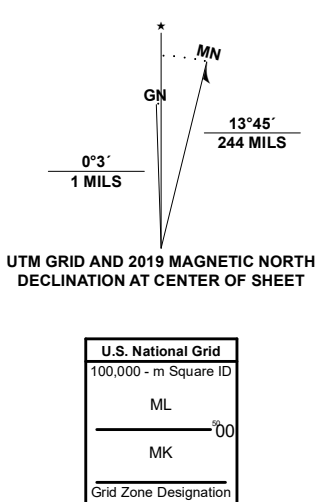 ★
MN
GN
13°45´
244 MILS
0°3´
1 MILS
UTM GRID AND 2019 MAGNETIC NORTH
DECLINATION AT CENTER OF SHEET
U.S. National Grid
100,000 - m Square ID
ML
5000
MK
Grid Zone Designation